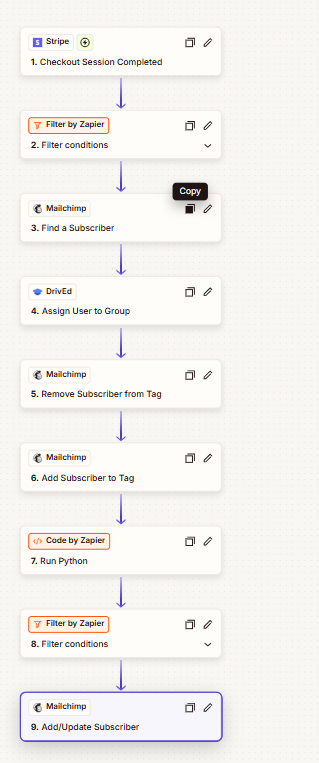 Stripe
1. Checkout Session Completed
Filter by Zapier
2. Filter conditions
Copy
Mailchimp
3. Find a Subscriber
DrivEd
4. Assign User to Group
Mailchimp
5. Remove Subscriber from Tag
Mailchimp
6. Add Subscriber to Tag
Code by Zapier
7. Run Python
Filter by Zapier
8. Filter conditions
Mailchimp
9. Add/Update Subscriber